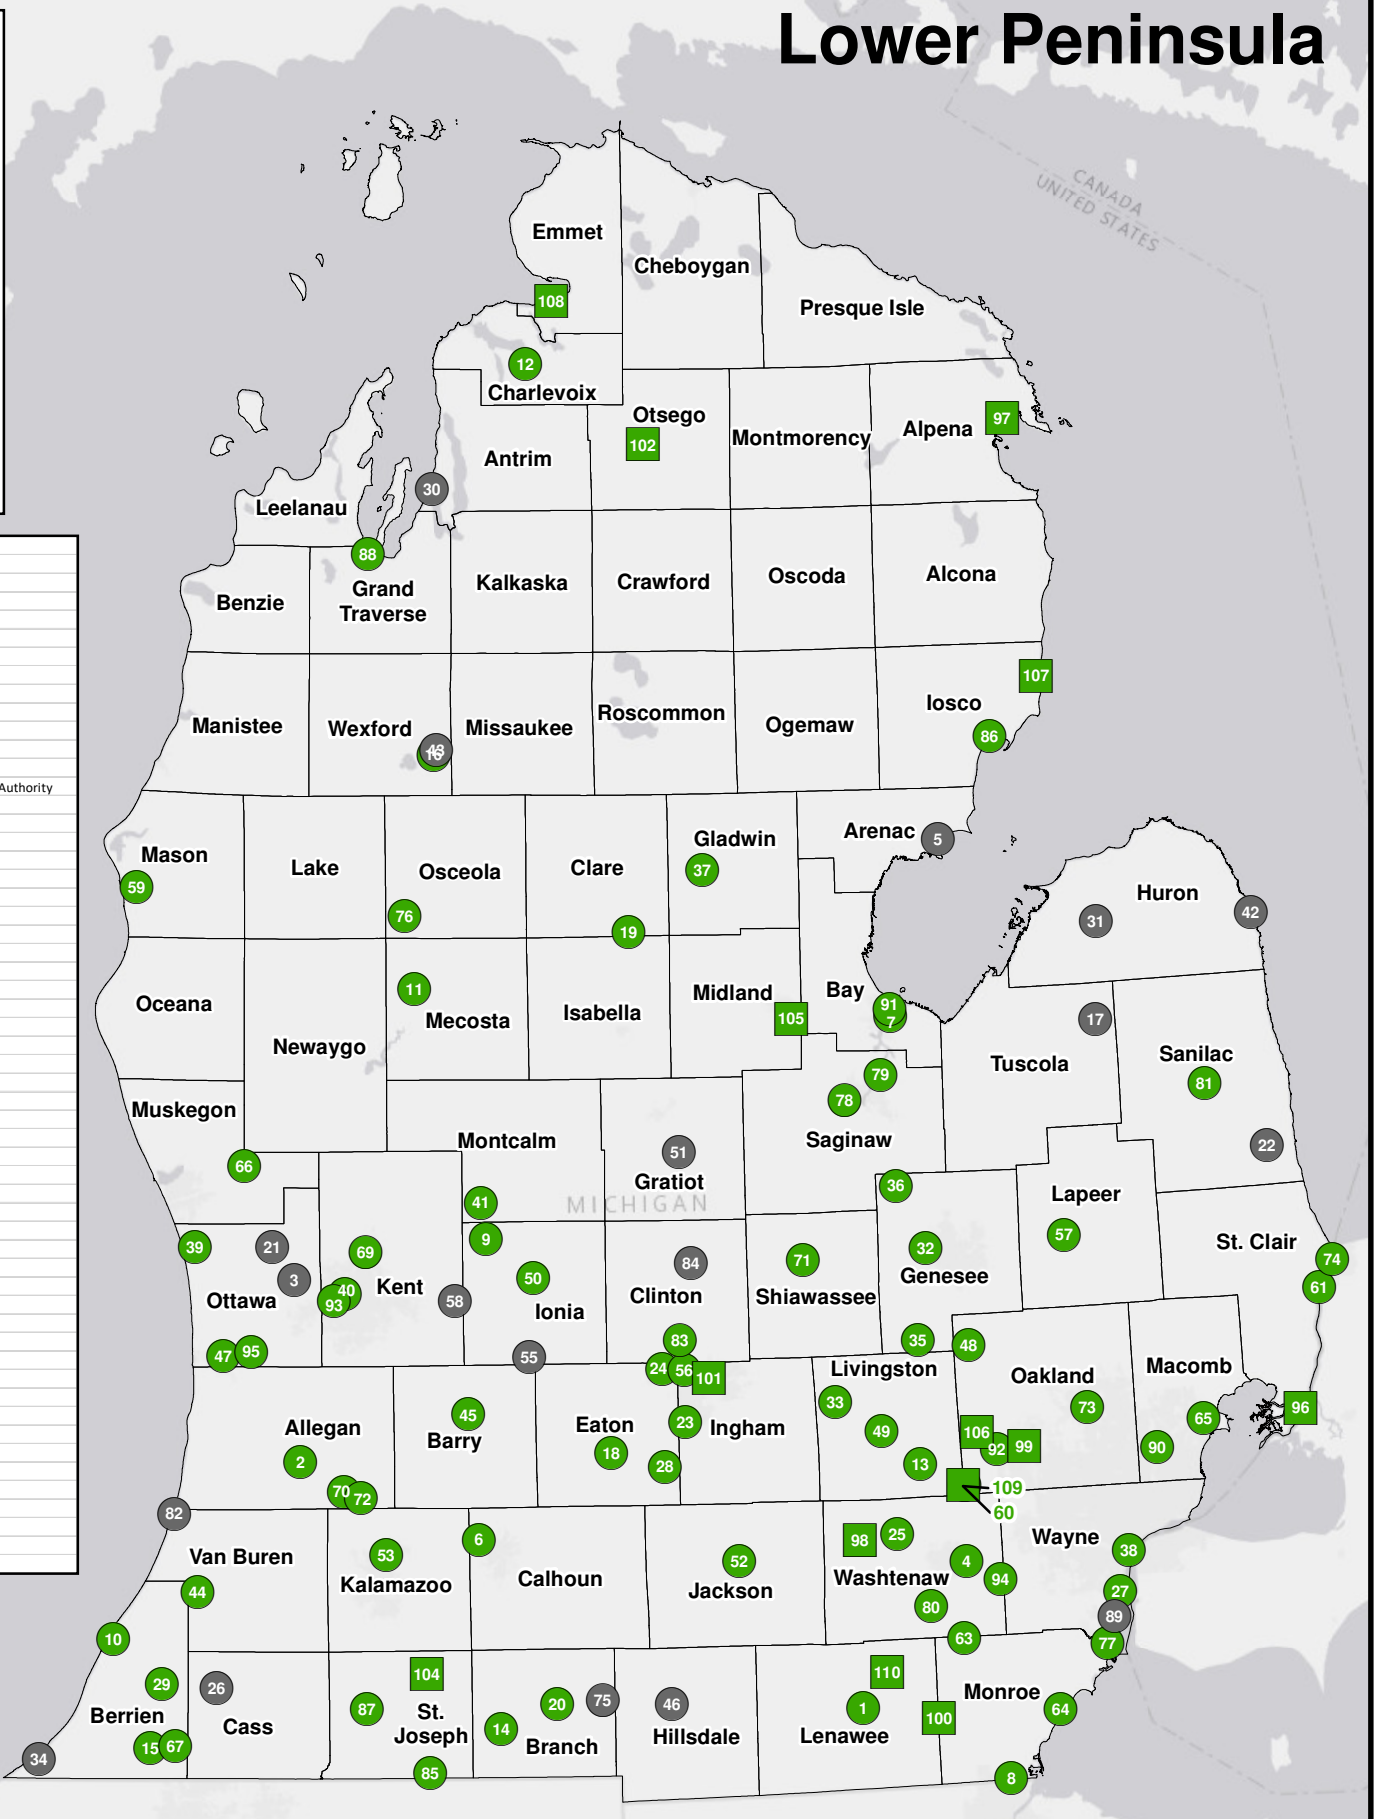 Lower Peninsula
CANADA
UNITED STATES
Emmet
Cheboygan
108
Presque Isle
12
Charlevoix
Otsego
97
Alpena
Montmorency
102
Antrim
30
Leelanau
88
Grand
Traverse
Kalkaska
Crawford
Oscoda
Alcona
Benzie
107
Iosco
Manistee
Wexford
Missaukee
Roscommon
Ogemaw
86
43
16
Authority
Arenac
5
Gladwin
Mason
Lake
Osceola
Clare
37
59
Huron
42
31
76
19
11
Oceana
Mecosta
Isabella
Midland
105
Bay
91
7
17
Newaygo
Tuscola
Sanilac
81
79
78
Muskegon
Montcalm
Saginaw
51
Gratiot
22
66
36
Lapeer
41
MICHIGAN
39
21
69
9
32
57
St. Clair
74
3
40
93
Kent
58
50
84
71
Genesee
61
Ottawa
Ionia
Clinton
Shiawassee
83
35
48
47
95
55
24
56
101
Livingston
Oakland
Macomb
33
73
96
65
45
Allegan
Barry
Eaton
23
Ingham
49
106
92
99
90
2
18
28
13
70
72
109
60
82
Wayne
6
98
25
38
Van Buren
53
Kalamazoo
Calhoun
52
Jackson
4
Washtenaw
94
44
27
80
89
10
63
77
104
110
29
26
Monroe
Berrien
Cass
87
St.
Joseph
20
75
46
1
100
64
14
Branch
Hillsdale
Lenawee
15
67
34
85
8